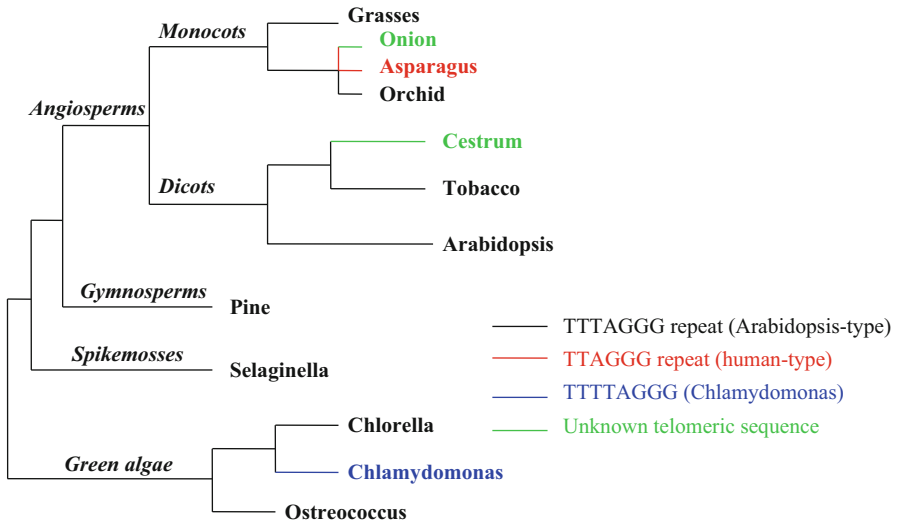 Grasses
Monocots
Onion
Asparagus
Orchid
Angiosperms
Cestrum
Dicots
Tobacco
Arabidopsis
Gymnosperms
Pine
Spikemosses
Selaginella
TTTAGGG repeat (Arabidopsis-type)
TTAGGG repeat (human-type)
TTTTAGGG (Chlamydomonas)
Unknown telomeric sequence
Chlorella
Green algae
Chlamydomonas
Ostreococcus